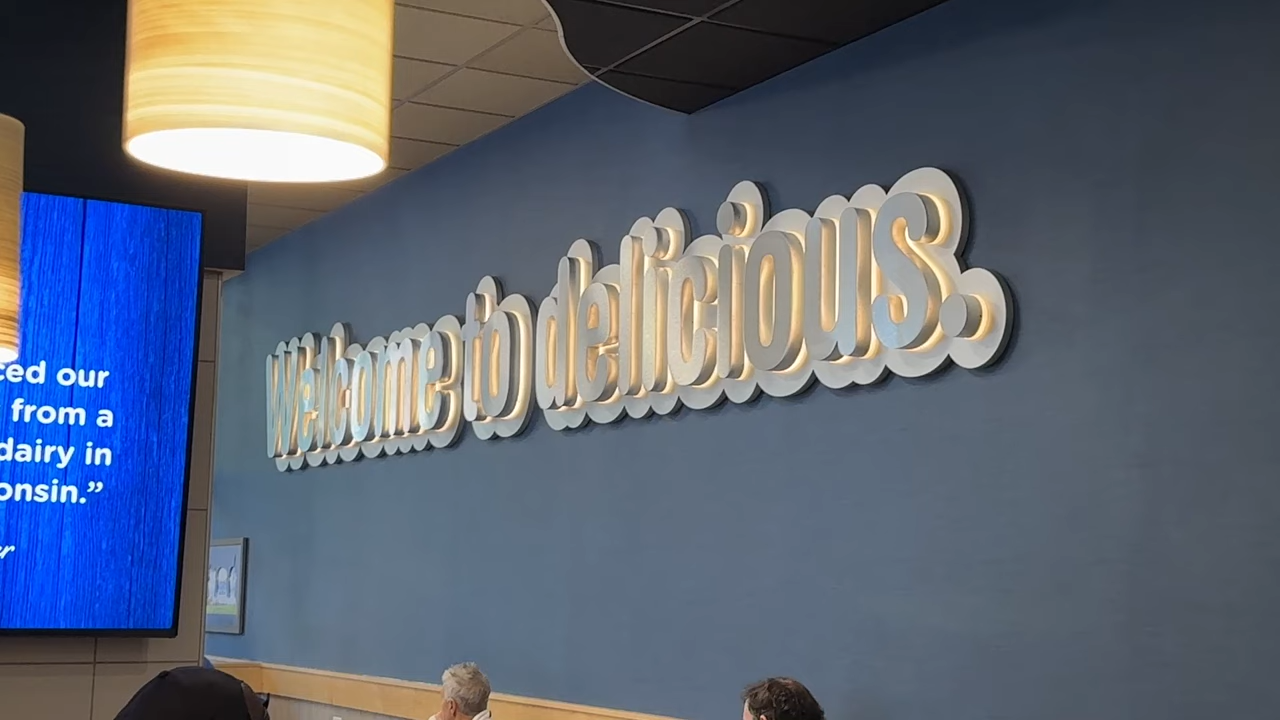 Welcome to delicious.
ced our
from a
dairy in
onsin.”